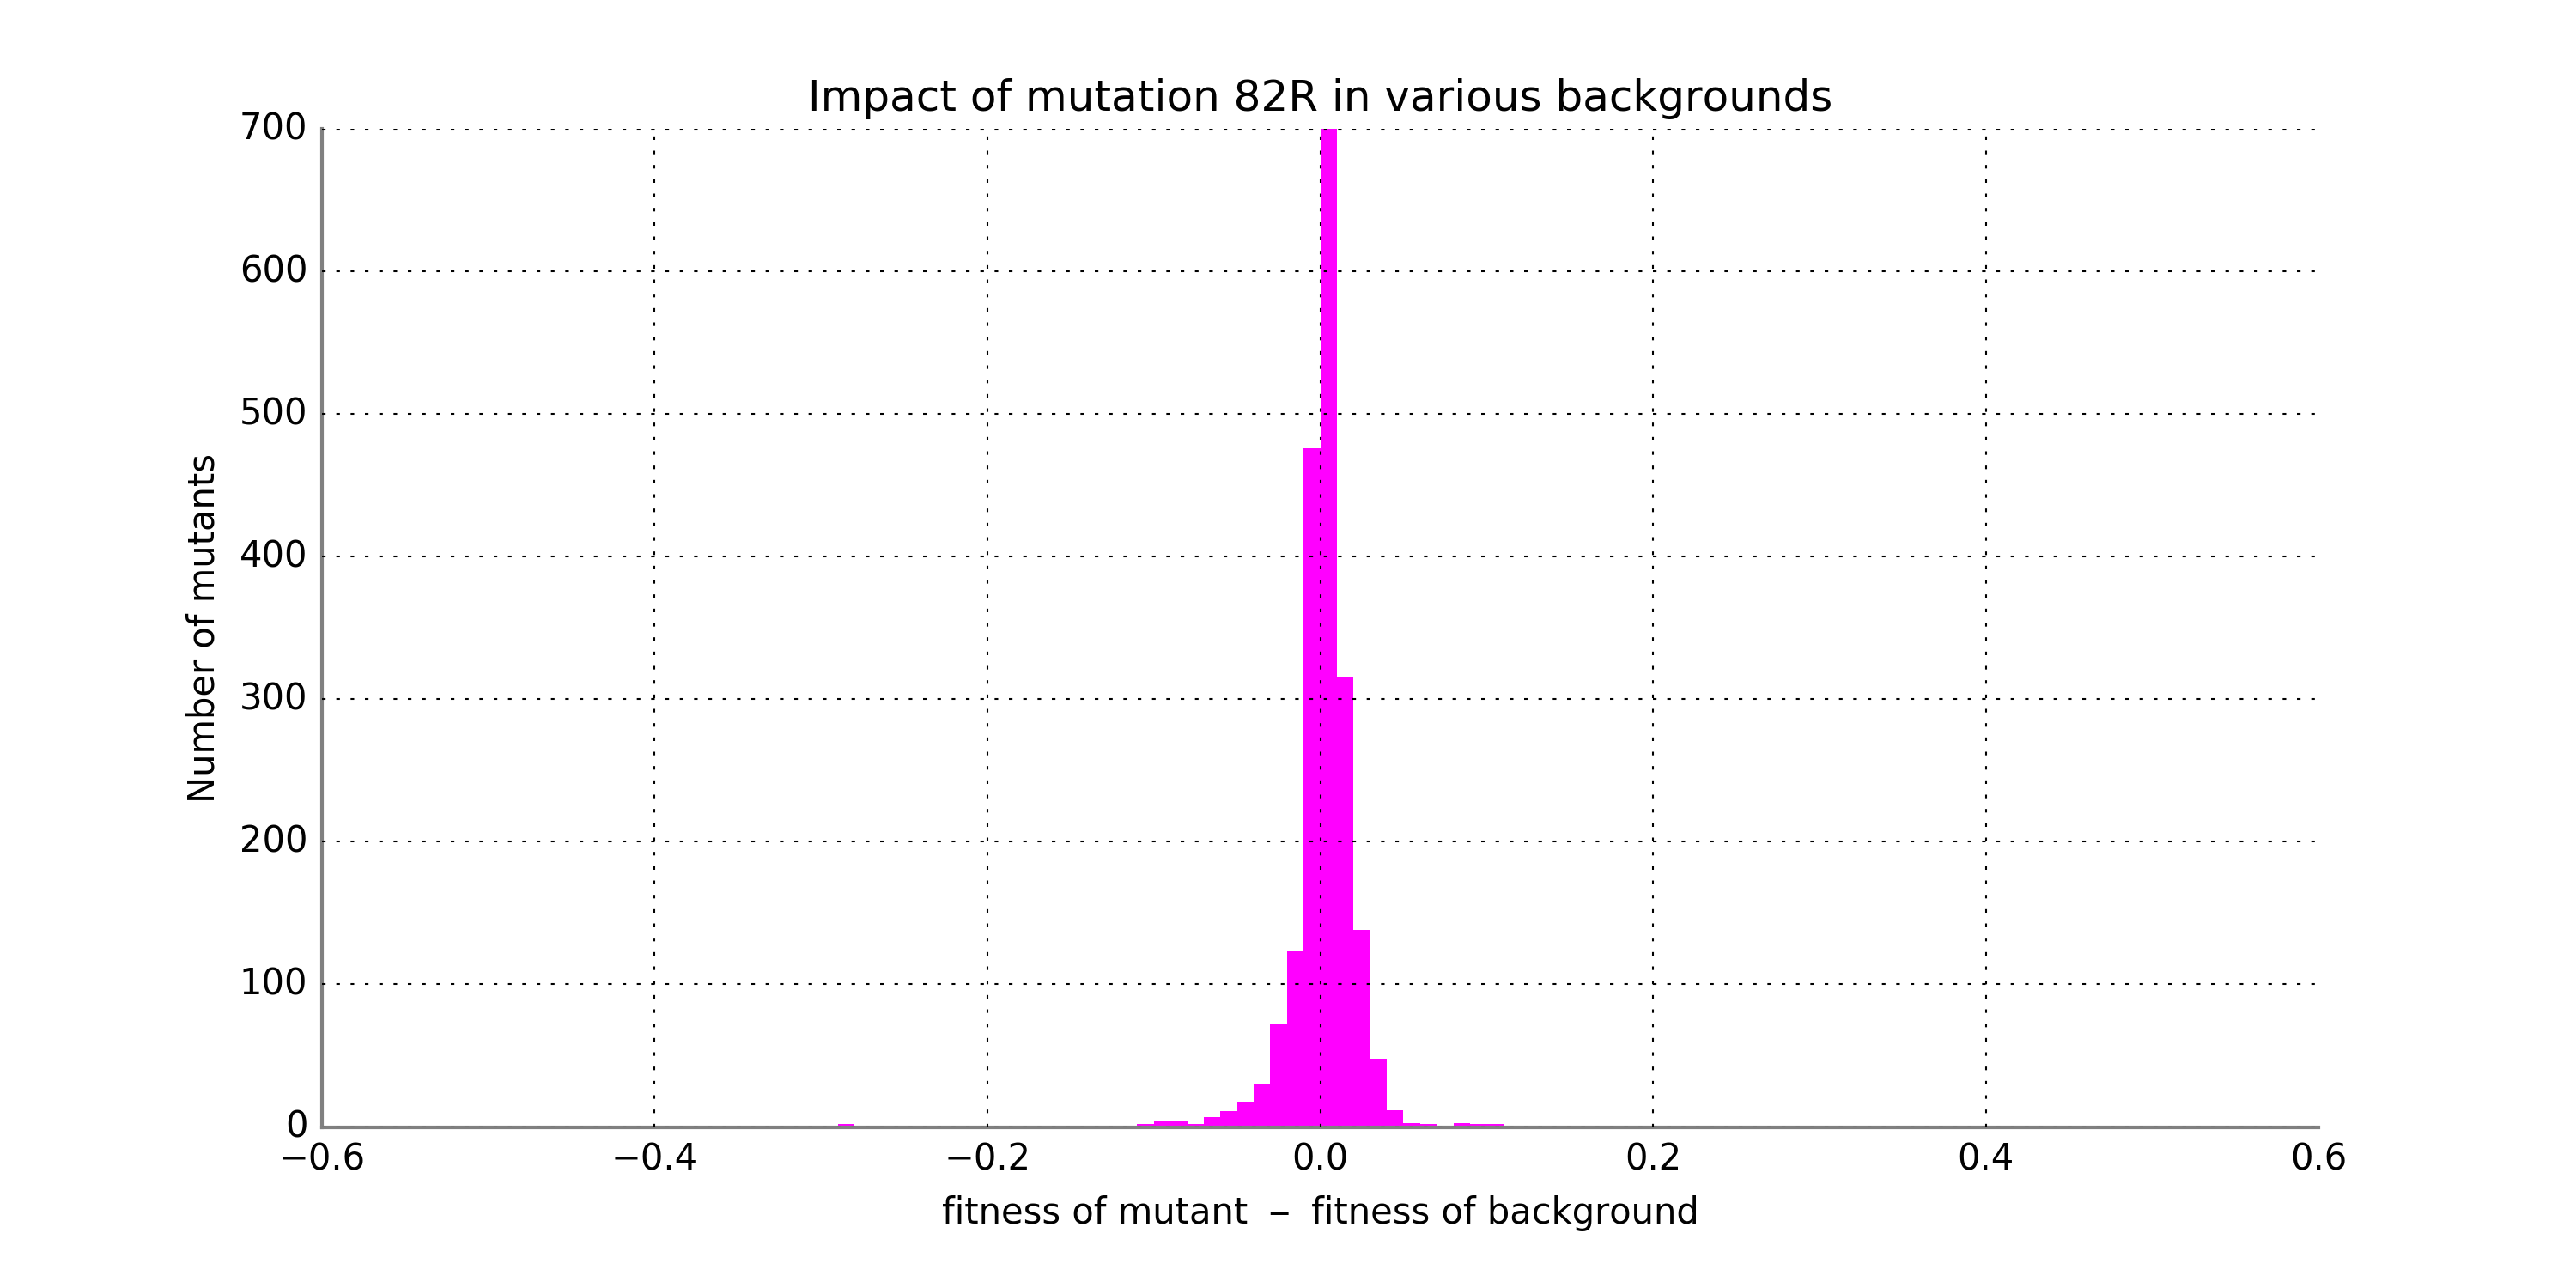 Impact of mutation 82R in various backgrounds
700
600
500
400
300
200
100
0
Number of mutants
−0.6 −0.4 −0.2 0.0 0.2 0.4 0.6
fitness of mutant − fitness of background